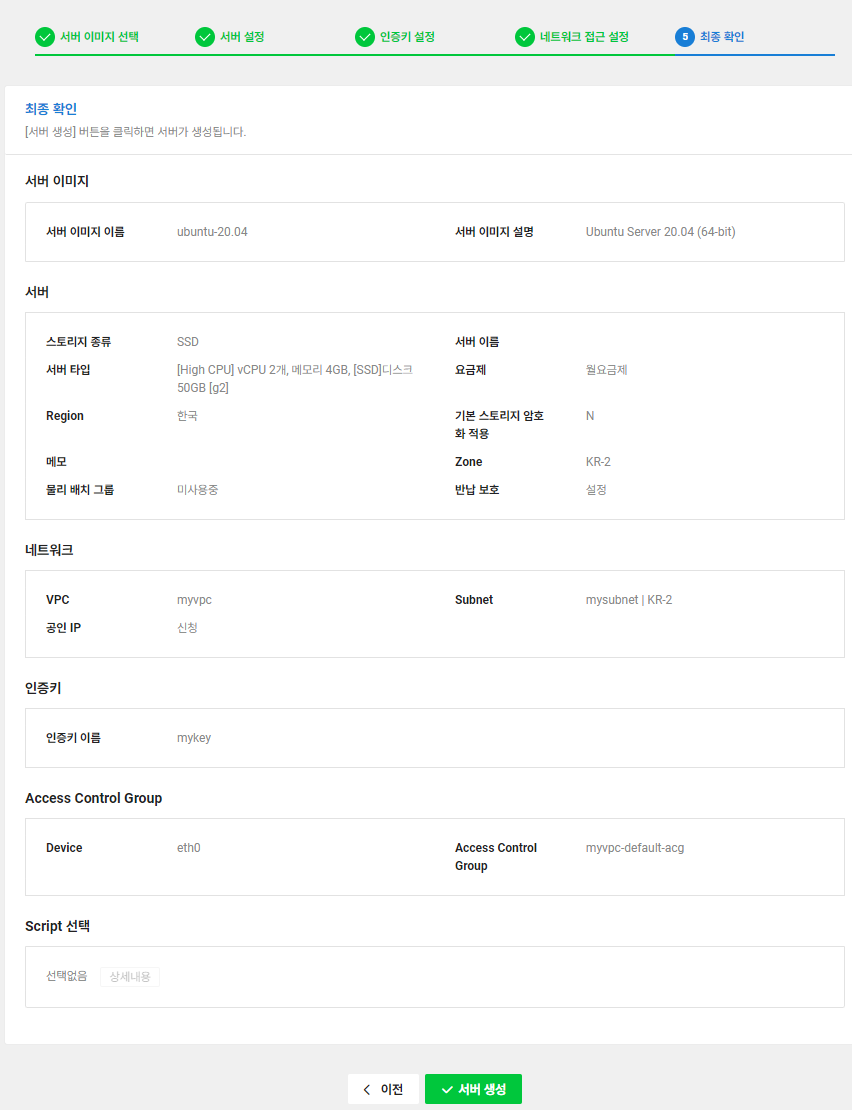 서버 이미지 선택
서버 설정
인증키 설정
네트워크 접근 설정
5 최종 확인
최종 확인
[서버 생성] 버튼을 클릭하면 서버가 생성됩니다.
서버 이미지
서버 이미지 이름 ubuntu-20.04 서버 이미지 설명 Ubuntu Server 20.04 (64-bit)
서버
스토리지 종류 SSD 서버 이름
서버 타입 [High CPU] vCPU 2개, 메모리 4GB, [SSD]디스크 요금제 월요금제
50GB [g2]
Region 한국 기본 스토리지 암호 N
화 적용
메모 Zone KR-2
물리 배치 그룹 미사용중 반납 보호 설정
네트워크
VPC myvpc Subnet mysubnet | KR-2
공인 IP 신청
인증키
인증키 이름 mykey
Access Control Group
Device eth0 Access Control myvpc-default-acg
Group
Script 선택
선택없음 상세내용
이전 서버 생성